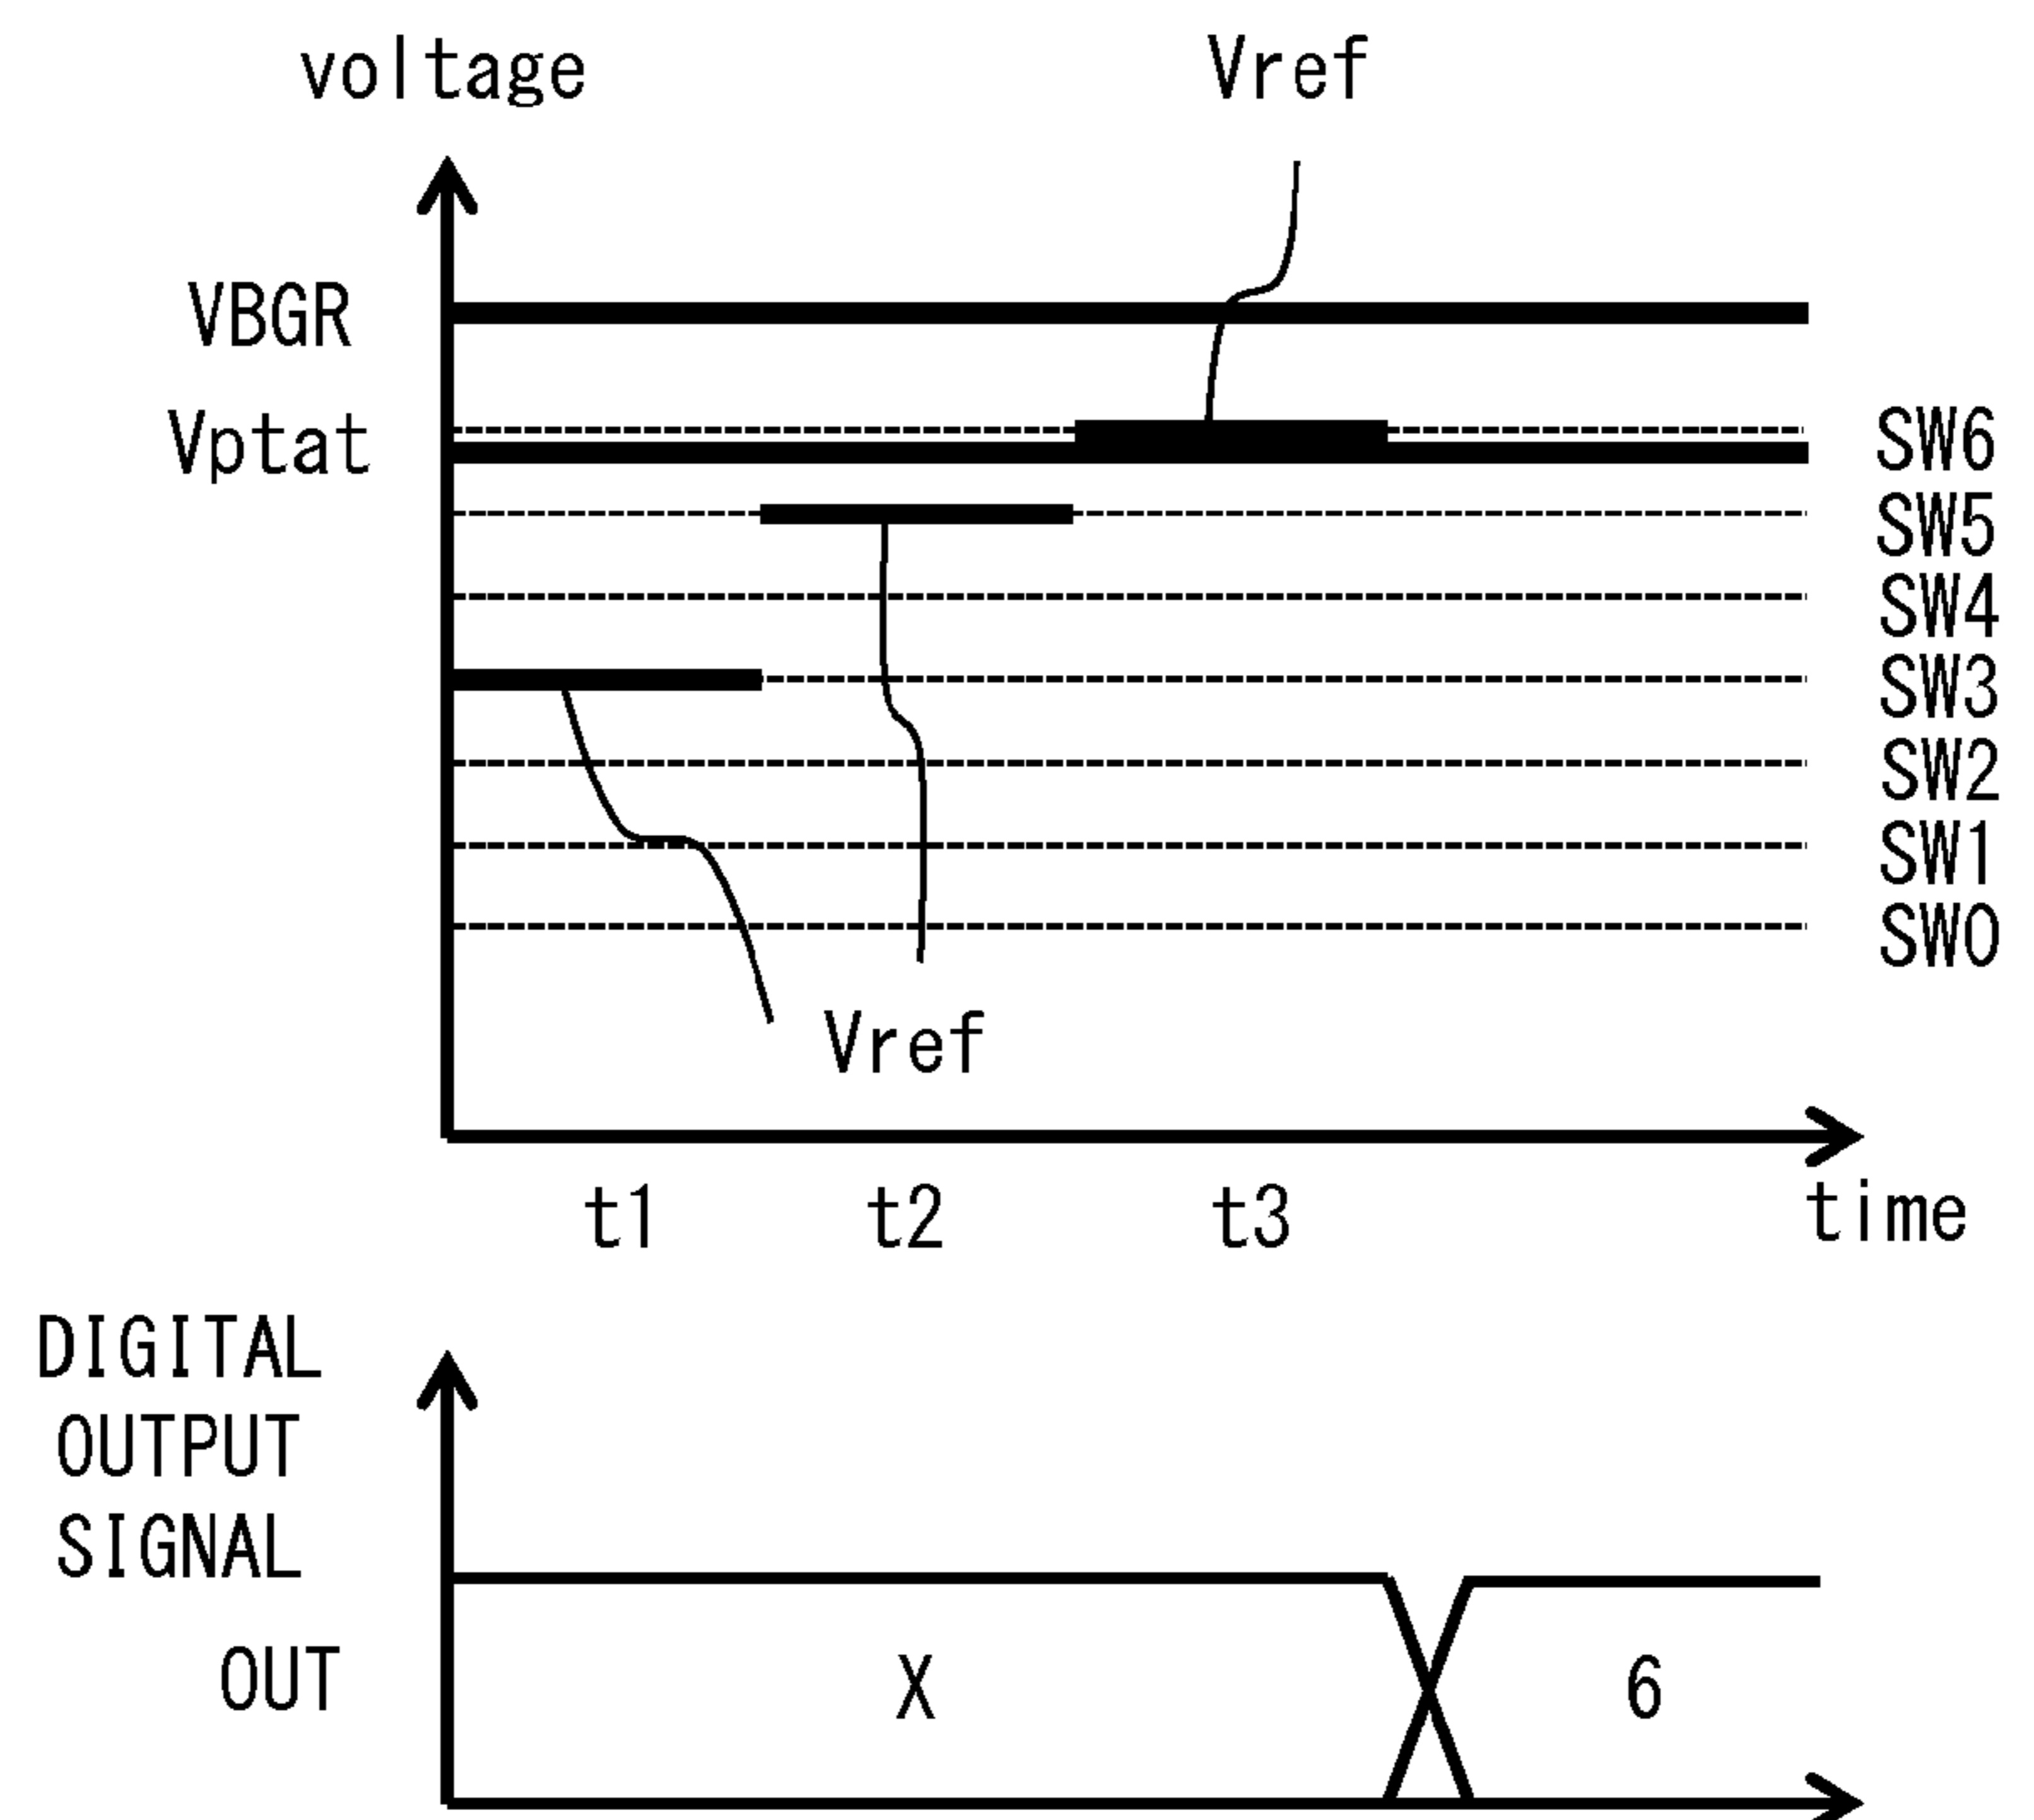 voltage
Vref
VBGR
Vptat
SW6
SW5
SW4
SW3
SW2
SW1
SW0
Vref
t1
t2
t3
time
DIGITAL
OUTPUT
SIGNAL
OUT
X
6